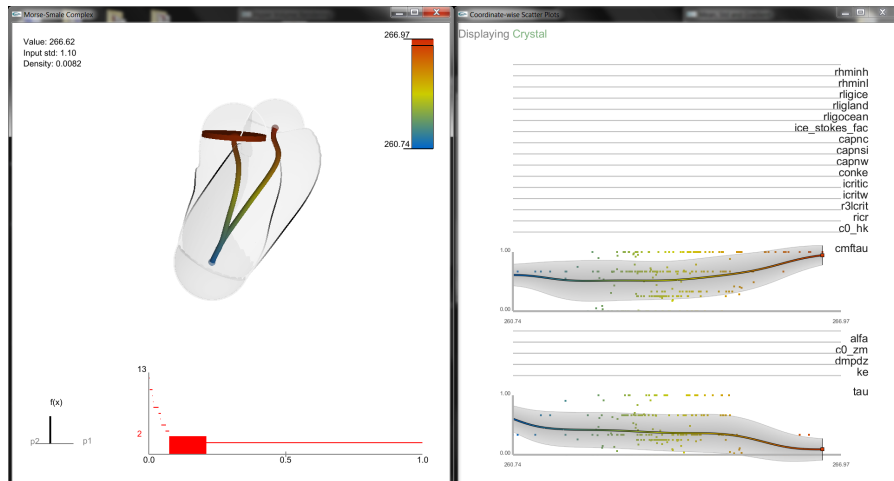 Morse-Smale Complex
Value: 266.62
Input std: 1.10
Density: 0.0082
266.97
260.74
13
2
f(x)
p2
p1
0.0
0.5
1.0
Coordinate-wise Scatter Plots
Displaying Crystal
rhminh
rhminl
rligice
rligland
rligocean
ice_stokes_fac
capnc
capnsi
capnw
conke
icritic
icritw
r3lcrit
ricr
c0_hk
cmftau
1.00
0.00
260.74
266.97
alfa
c0_zm
dmpdz
ke
tau
1.00
0.00
260.74
266.97